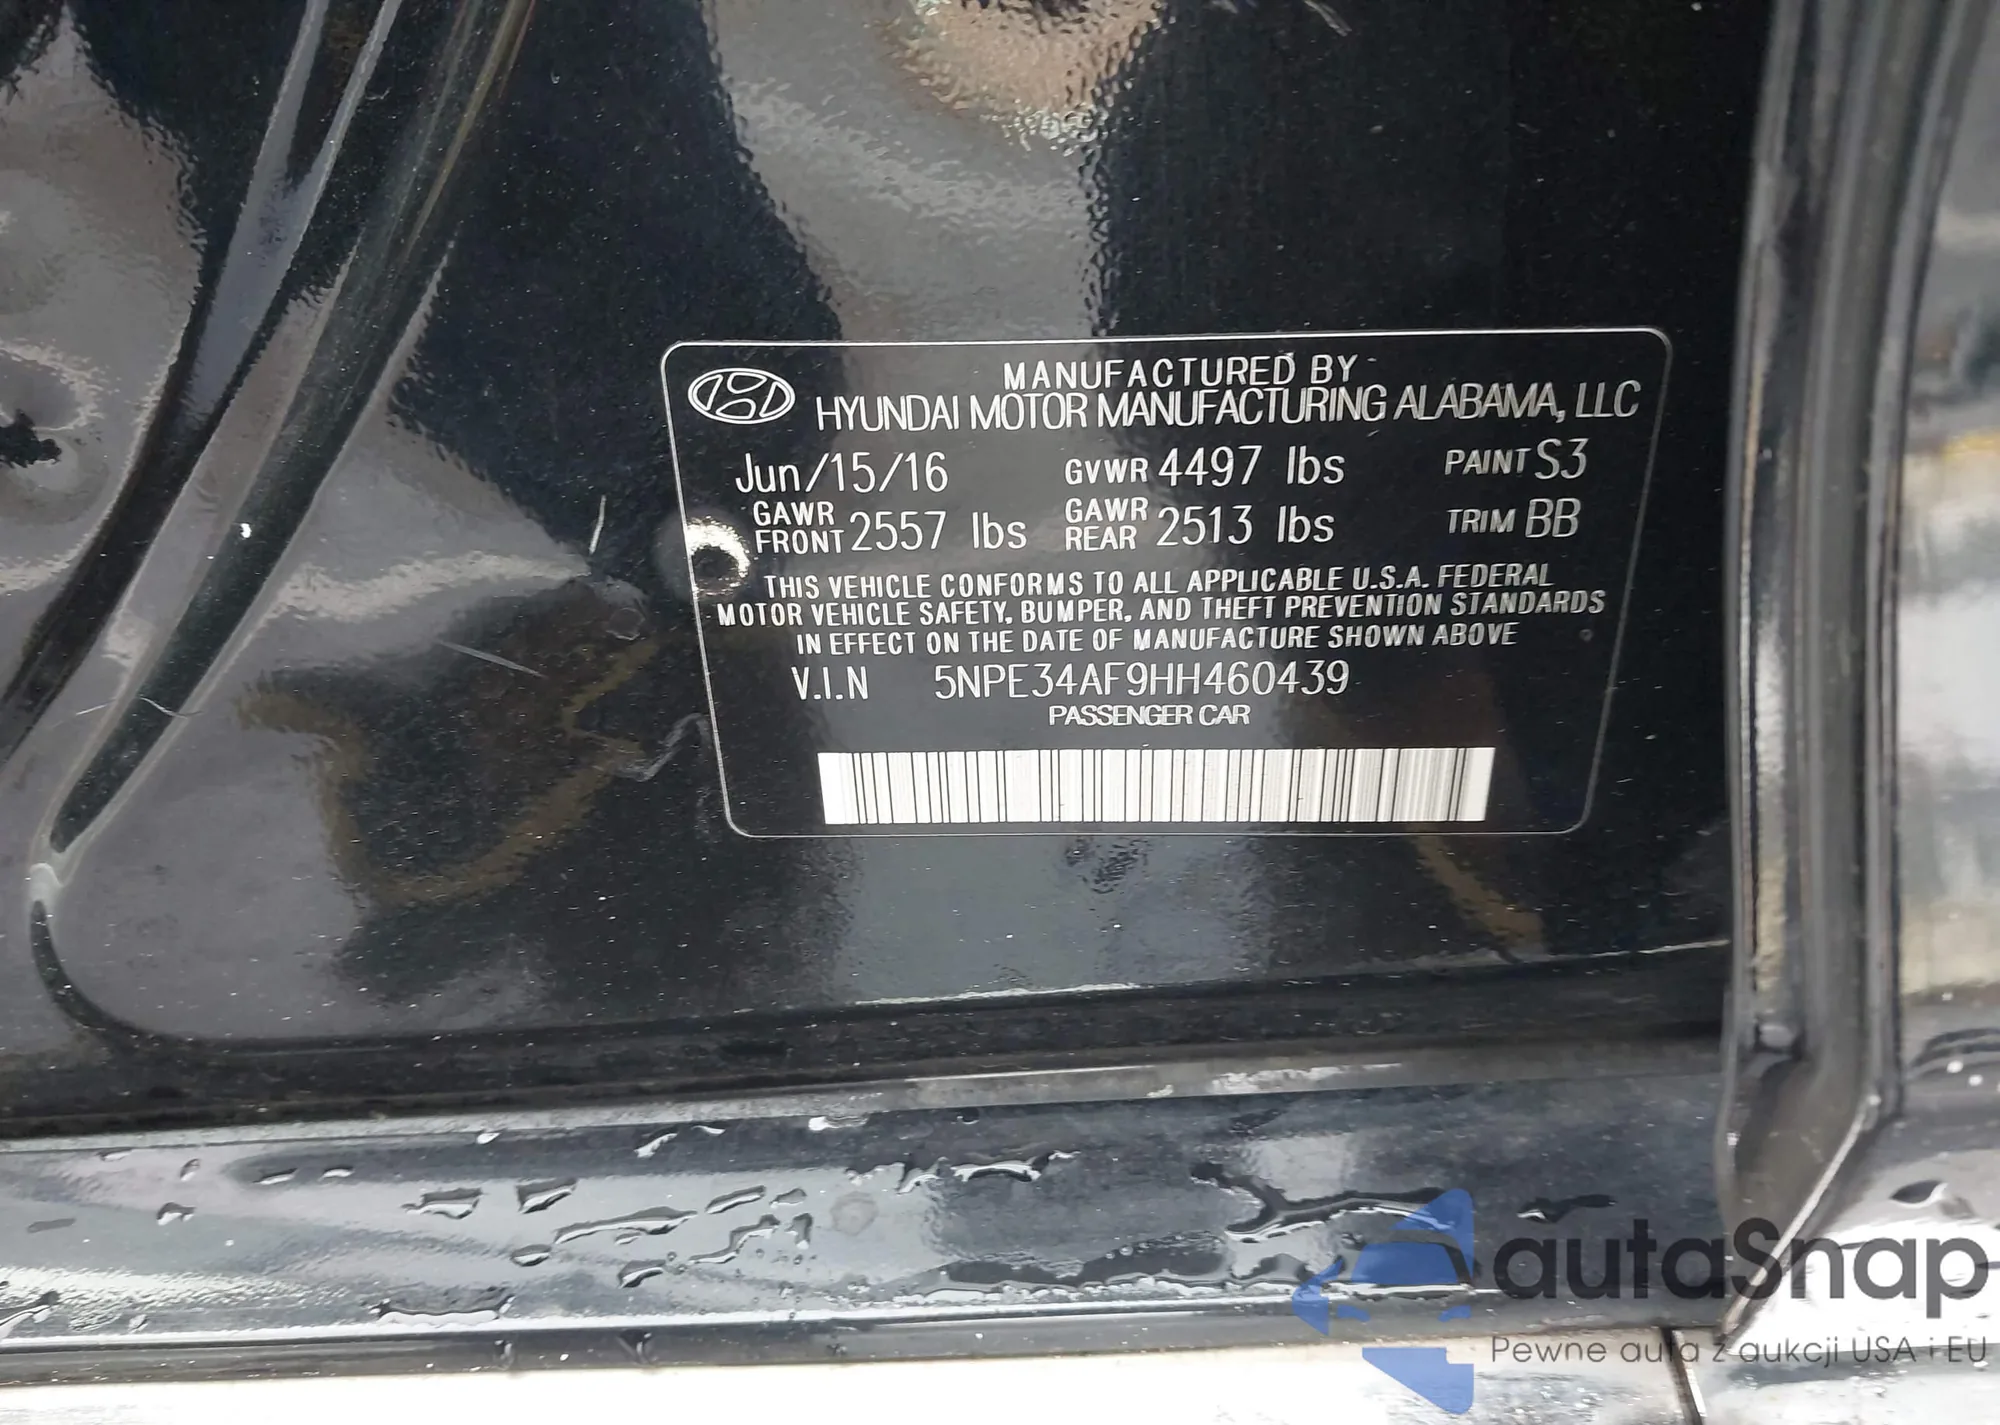 MANUFACTURED BY
HYUNDAI MOTOR MANUFACTURING ALABAMA, LLC
Jun/15/16 GVWR 4497 lbs PAINT S3
GAWR FRONT 2557 lbs GAWR REAR 2513 lbs TRIM BB
THIS VEHICLE CONFORMS TO ALL APPLICABLE U.S.A. FEDERAL
MOTOR VEHICLE SAFETY, BUMPER, AND THEFT PREVENTION STANDARDS
IN EFFECT ON THE DATE OF MANUFACTURE SHOWN ABOVE
V.I.N 5NPE34AF9HH460439
PASSENGER CAR
autaSnap
Pewne auta z aukcji USA i EU